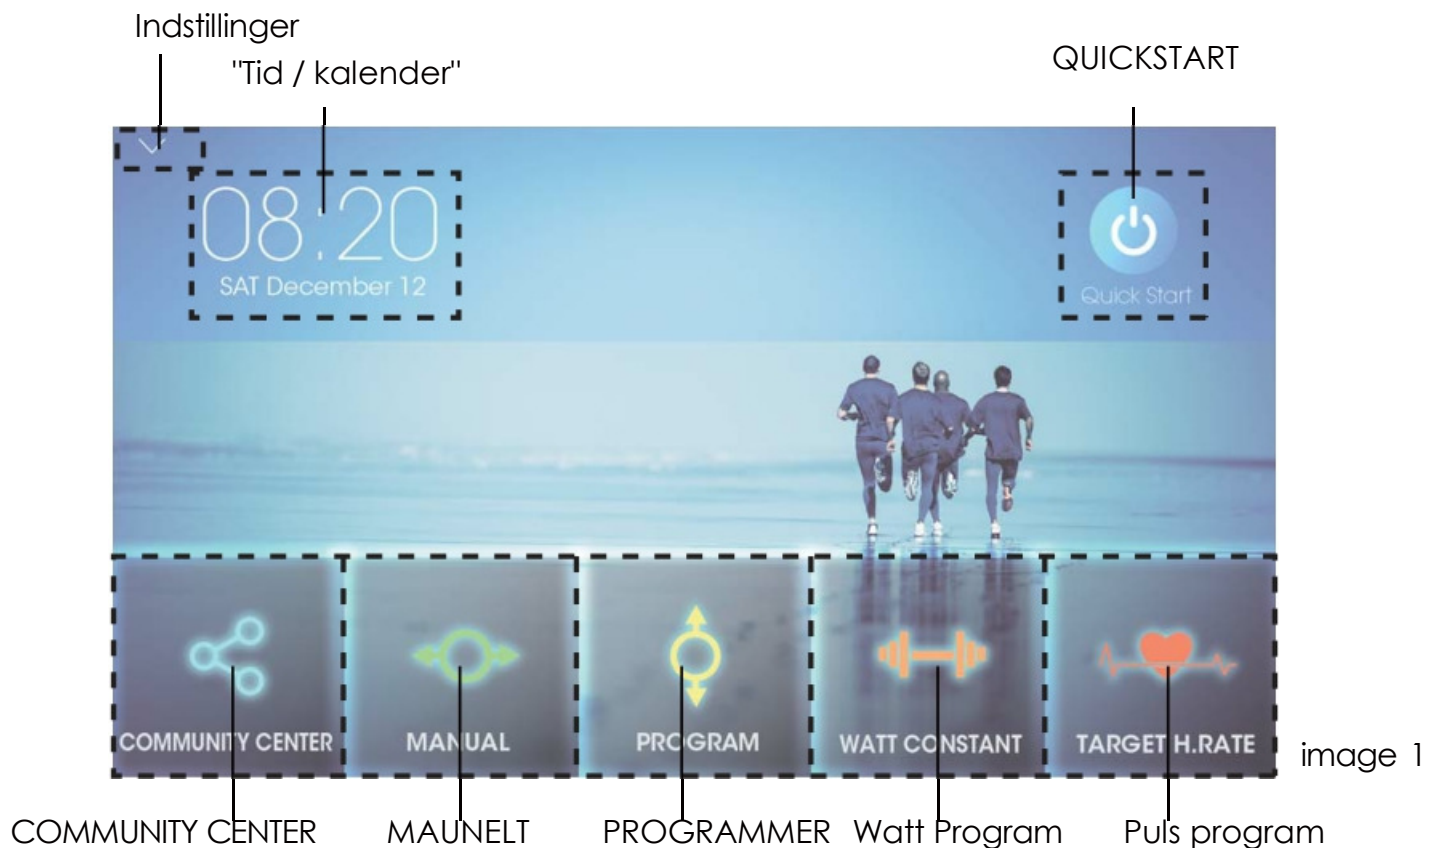 Indstillinger
"Tid / kalender"
QUICKSTART
08:20
SAT December 12
Quick Start
COMMUNITY CENTER
MANUAL
PROGRAM
WATT CONSTANT
TARGET H.RATE
image 1
COMMUNITY CENTER
MAUNELT
PROGRAMMER
Watt Program
Puls program